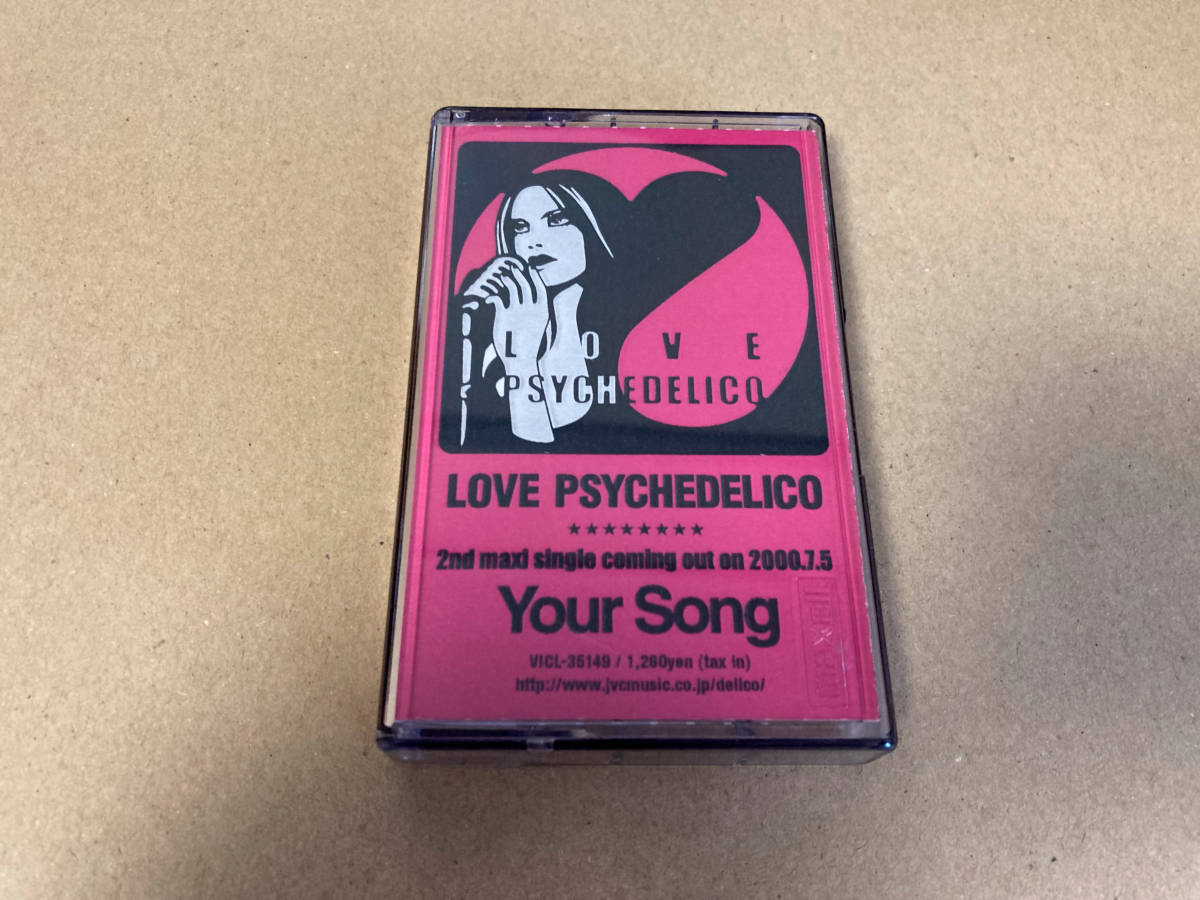 L O V E
PSYCHEDELICO
LOVE PSYCHEDELICO
★★★★★★★★
2nd maxi single coming out on 2000.7.5
Your Song
VICL-35149 / 1,260yen (tax in)
http://www.jvcmusic.co.jp/delico/
maxell